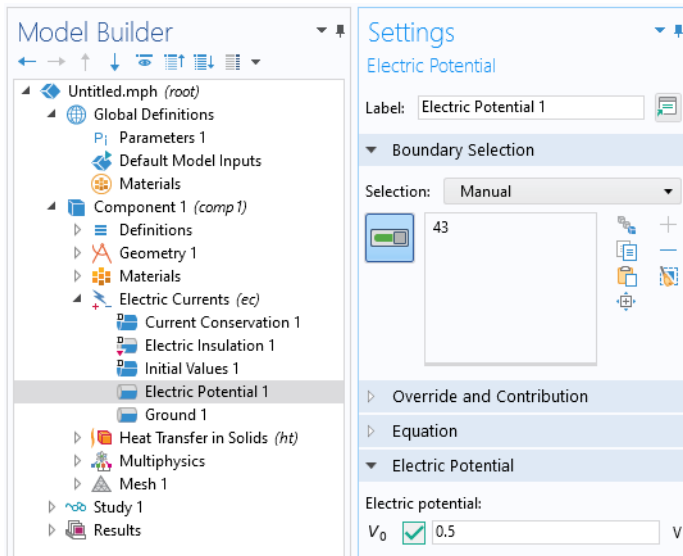 Model Builder
Untitled.mph (root)
Global Definitions
Pi Parameters 1
Default Model Inputs
Materials
Component 1 (comp1)
Definitions
Geometry 1
Materials
Electric Currents (ec)
D Current Conservation 1
D Electric Insulation 1
D Initial Values 1
Electric Potential 1
Ground 1
Heat Transfer in Solids (ht)
Multiphysics
Mesh 1
Study 1
Results
Settings
Electric Potential
Label: Electric Potential 1
Boundary Selection
Selection: Manual
43
Override and Contribution
Equation
Electric Potential
Electric potential:
V0 0.5 V